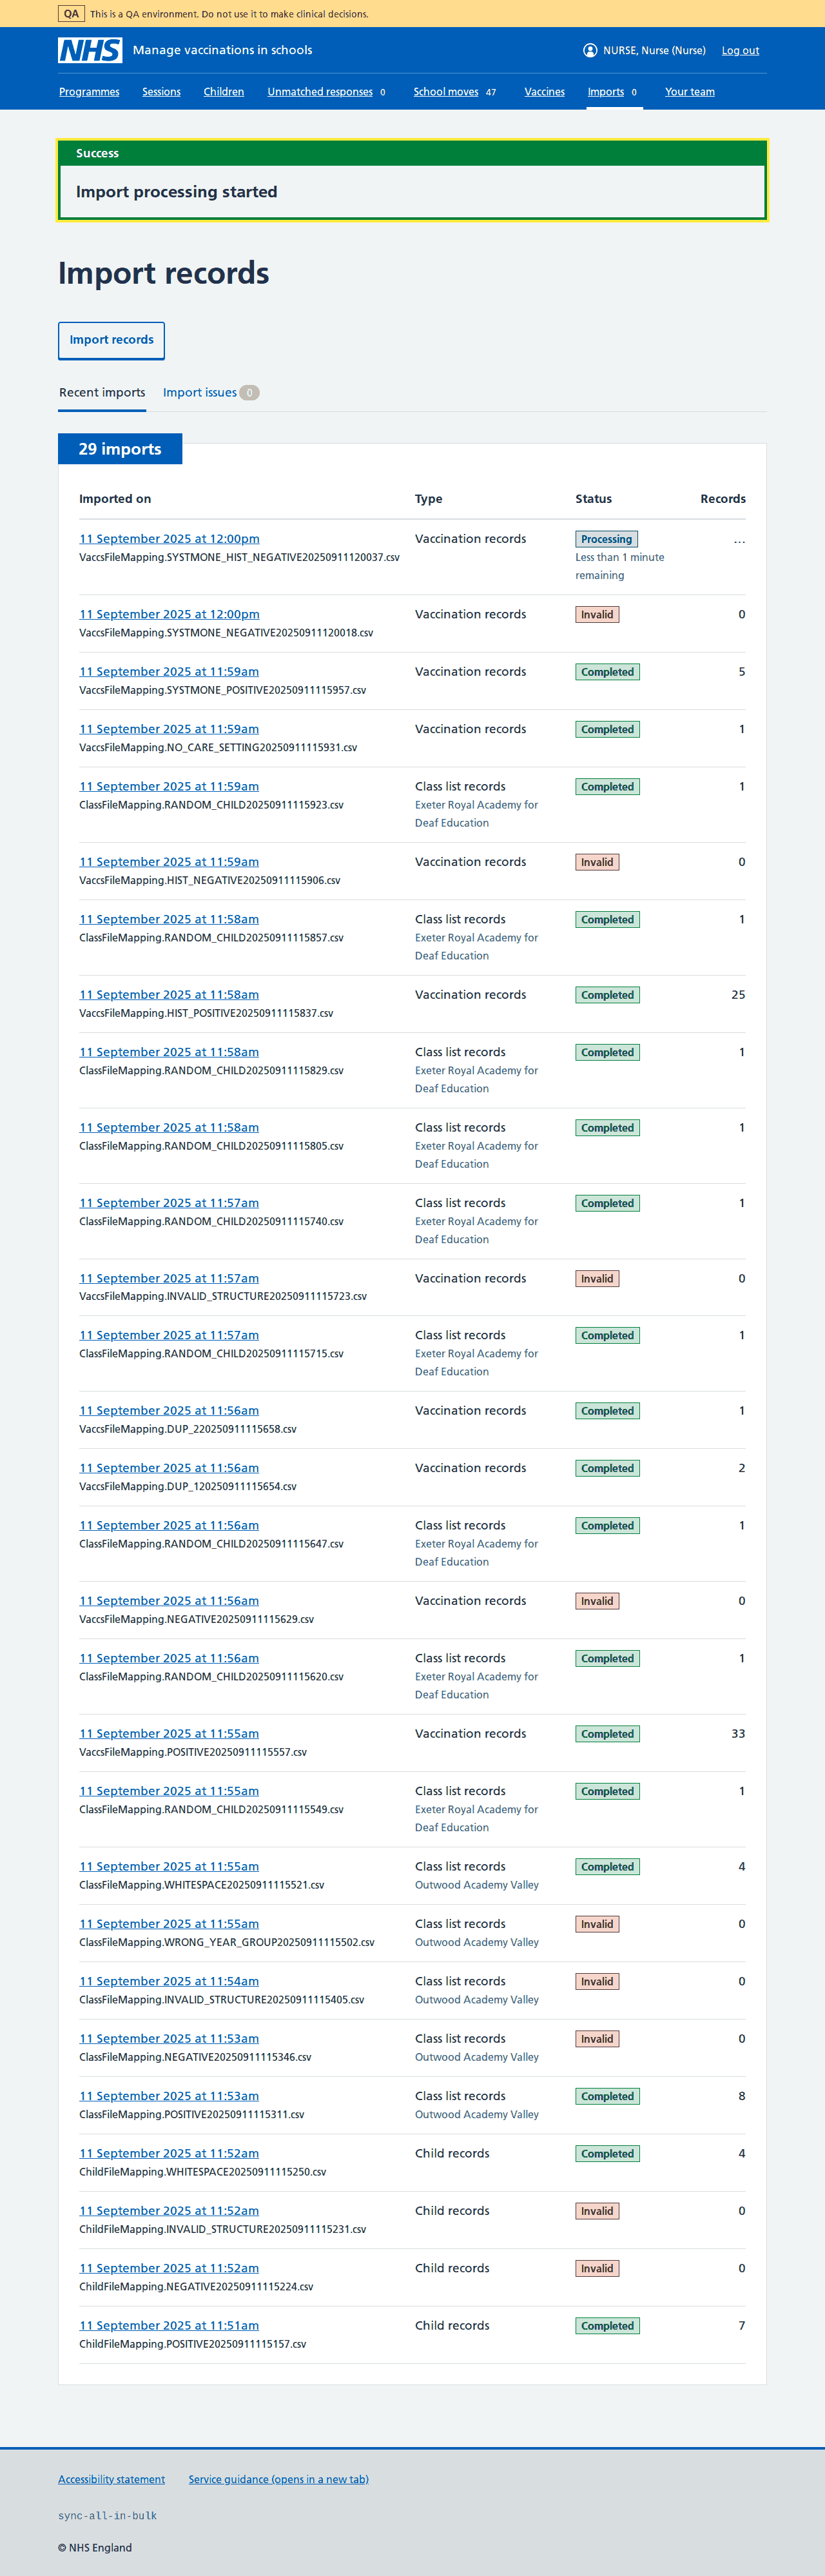 QA This is a QA environment. Do not use it to make clinical decisions.
NHS Manage vaccinations in schools NURSE, Nurse (Nurse) Log out
Programmes Sessions Children Unmatched responses 0 School moves 47 Vaccines Imports 0 Your team
Success
Import processing started
Import records
Import records
Recent imports Import issues 0
29 imports
Imported on Type Status Records
11 September 2025 at 12:00pm Vaccination records Processing ...
VaccsFileMapping.SYSTMONE_HIST_NEGATIVE20250911120037.csv Less than 1 minute
remaining
11 September 2025 at 12:00pm Vaccination records Invalid 0
VaccsFileMapping.SYSTMONE_NEGATIVE20250911120018.csv
11 September 2025 at 11:59am Vaccination records Completed 5
VaccsFileMapping.SYSTMONE_POSITIVE20250911115957.csv
11 September 2025 at 11:59am Vaccination records Completed 1
VaccsFileMapping.NO_CARE_SETTING20250911115931.csv
11 September 2025 at 11:59am Class list records Completed 1
ClassFileMapping.RANDOM_CHILD20250911115923.csv Exeter Royal Academy for
Deaf Education
11 September 2025 at 11:59am Vaccination records Invalid 0
VaccsFileMapping.HIST_NEGATIVE20250911115906.csv
11 September 2025 at 11:58am Class list records Completed 1
ClassFileMapping.RANDOM_CHILD20250911115857.csv Exeter Royal Academy for
Deaf Education
11 September 2025 at 11:58am Vaccination records Completed 25
VaccsFileMapping.HIST_POSITIVE20250911115837.csv
11 September 2025 at 11:58am Class list records Completed 1
ClassFileMapping.RANDOM_CHILD20250911115829.csv Exeter Royal Academy for
Deaf Education
11 September 2025 at 11:58am Class list records Completed 1
ClassFileMapping.RANDOM_CHILD20250911115805.csv Exeter Royal Academy for
Deaf Education
11 September 2025 at 11:57am Class list records Completed 1
ClassFileMapping.RANDOM_CHILD20250911115740.csv Exeter Royal Academy for
Deaf Education
11 September 2025 at 11:57am Vaccination records Invalid 0
VaccsFileMapping.INVALID_STRUCTURE20250911115723.csv
11 September 2025 at 11:57am Class list records Completed 1
ClassFileMapping.RANDOM_CHILD20250911115715.csv Exeter Royal Academy for
Deaf Education
11 September 2025 at 11:56am Vaccination records Completed 1
VaccsFileMapping.DUP_220250911115658.csv
11 September 2025 at 11:56am Vaccination records Completed 2
VaccsFileMapping.DUP_120250911115654.csv
11 September 2025 at 11:56am Class list records Completed 1
ClassFileMapping.RANDOM_CHILD20250911115647.csv Exeter Royal Academy for
Deaf Education
11 September 2025 at 11:56am Vaccination records Invalid 0
VaccsFileMapping.NEGATIVE20250911115629.csv
11 September 2025 at 11:56am Class list records Completed 1
ClassFileMapping.RANDOM_CHILD20250911115620.csv Exeter Royal Academy for
Deaf Education
11 September 2025 at 11:55am Vaccination records Completed 33
VaccsFileMapping.POSITIVE20250911115557.csv
11 September 2025 at 11:55am Class list records Completed 1
ClassFileMapping.RANDOM_CHILD20250911115549.csv Exeter Royal Academy for
Deaf Education
11 September 2025 at 11:55am Class list records Completed 4
ClassFileMapping.WHITESPACE20250911115521.csv Outwood Academy Valley
11 September 2025 at 11:55am Class list records Invalid 0
ClassFileMapping.WRONG_YEAR_GROUP20250911115502.csv Outwood Academy Valley
11 September 2025 at 11:54am Class list records Invalid 0
ClassFileMapping.INVALID_STRUCTURE20250911115405.csv Outwood Academy Valley
11 September 2025 at 11:53am Class list records Invalid 0
ClassFileMapping.NEGATIVE20250911115346.csv Outwood Academy Valley
11 September 2025 at 11:53am Class list records Completed 8
ClassFileMapping.POSITIVE20250911115311.csv Outwood Academy Valley
11 September 2025 at 11:52am Child records Completed 4
ChildFileMapping.WHITESPACE20250911115250.csv
11 September 2025 at 11:52am Child records Invalid 0
ChildFileMapping.INVALID_STRUCTURE20250911115231.csv
11 September 2025 at 11:52am Child records Invalid 0
ChildFileMapping.NEGATIVE20250911115224.csv
11 September 2025 at 11:51am Child records Completed 7
ChildFileMapping.POSITIVE20250911115157.csv
Accessibility statement Service guidance (opens in a new tab)
sync-all-in-bulk
© NHS England